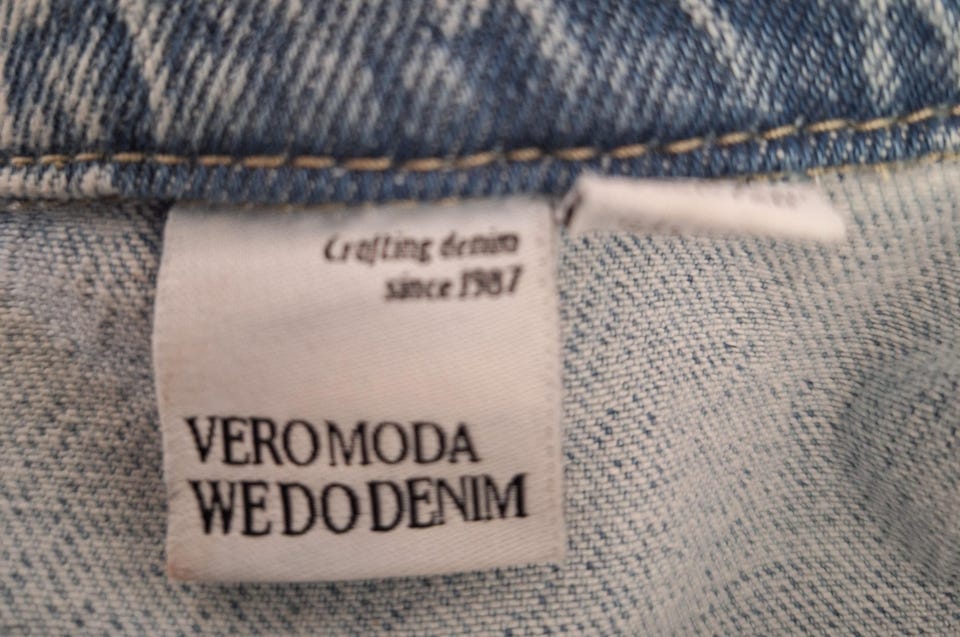 Crafting denim
since 1987
VERO MODA
WE DO DENIM